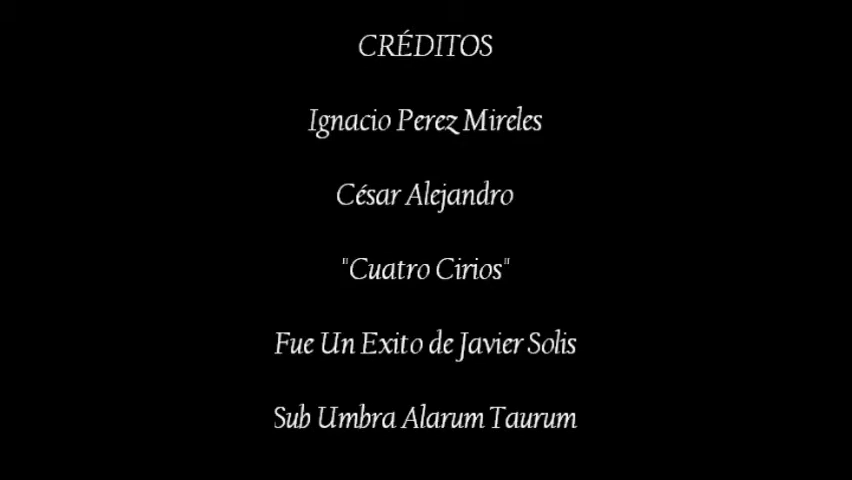 CRÉDITOS
Ignacio Perez Mireles
César Alejandro
"Cuatro Cirios"
Fue Un Exito de Javier Solis
Sub Umbra Alarum Taurum